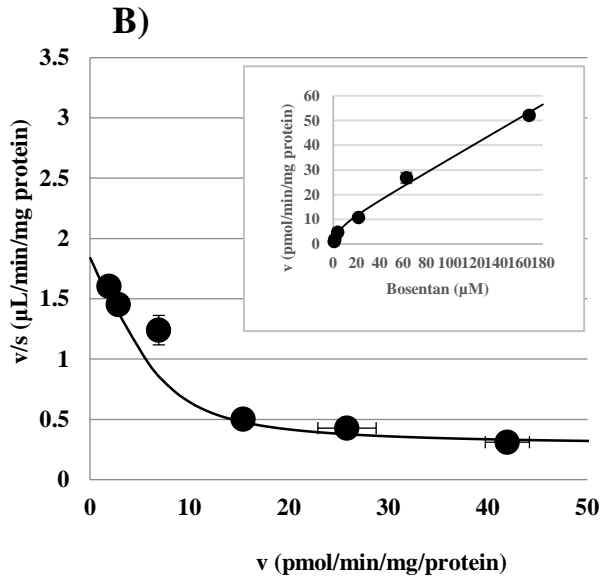 B)
3.5
3
2.5
2
1.5
1
0.5
0
v/s (µL/min/mg protein)
0 10 20 30 40 50
v (pmol/min/mg/protein)
60
50
40
30
20
10
0
v (pmol/min/mg protein)
0 20 40 60 80 100120140160180
Bosentan (µM)